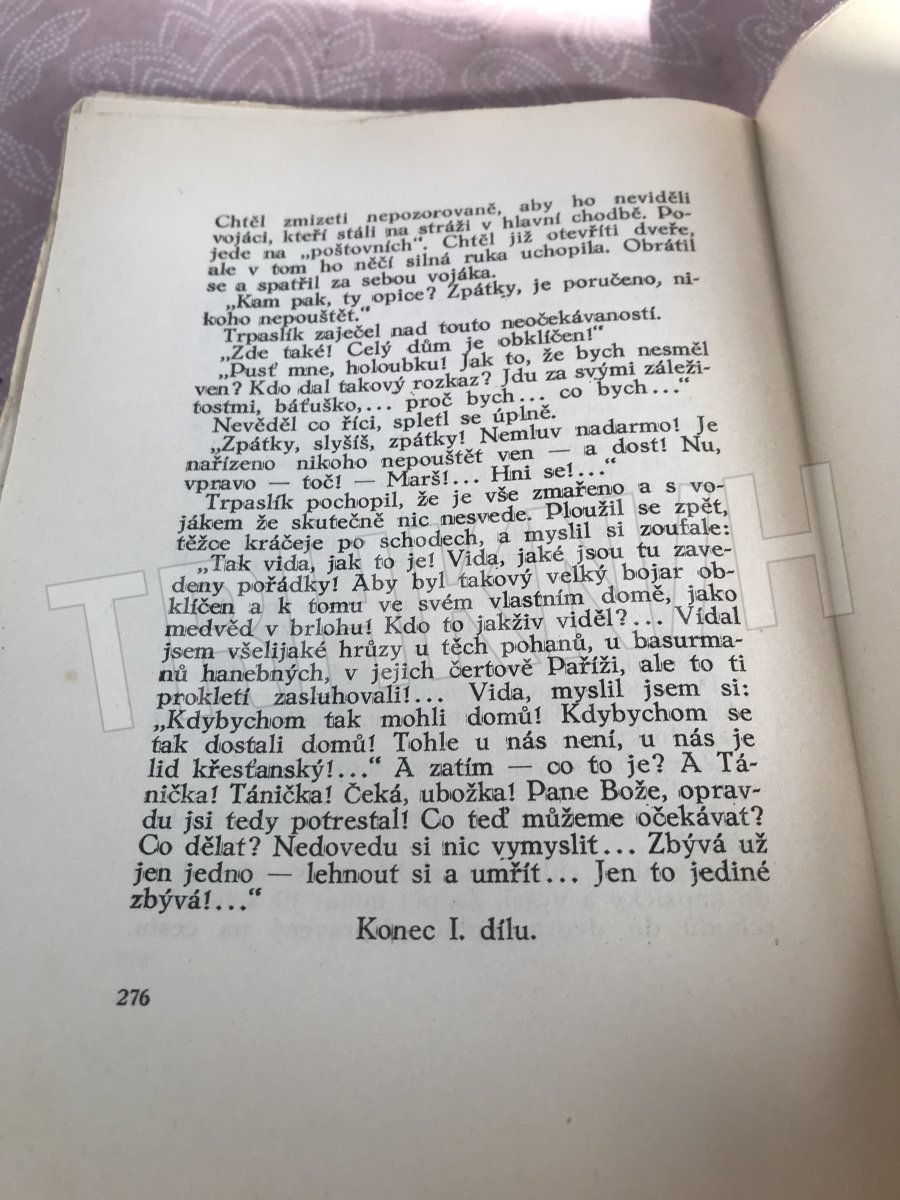 Chtěl zmizeti nepozorovaně, aby ho neviděli
vojáci, kteří stáli na stráži v hlavní chodbě. Po-
jede na „poštovních“. Chtěl již otevříti dveře,
ale v tom ho něčí silná ruka uchopila. Obrátil
se a spatřil za sebou vojáka.
„Kam pak, ty opice? Zpátky, je poručeno, ni-
koho nepouštět.“
Trpaslík zaječel nad touto neočekávaností.
„Zde také! Celý dům je obklíčen!“
„Pusť mne, holoubku! Jak to, že bych nesměl
ven? Kdo dal takový rozkaz? Jdu za svými záleži-
tostmi, báťuško,... proč bych... co bych...“
Nevěděl co říci, spletl se úplně.
„Zpátky, slyšíš, zpátky! Nemluv nadarmo! Je
nařízeno nikoho nepouštět ven — a dost! Nu,
vpravo — toč! — Marš!... Hni se!...“
Trpaslík pochopil, že je vše zmařeno a s vo-
jákem že skutečně nic nesvede. Ploužil se zpět,
těžce kráčeje po schodech, a myslil si zoufale:
„Tak vida, jak to je! Vida, jaké jsou tu zave-
deny pořádky! Aby byl takový velký bojar ob-
klíčen a k tomu ve svém vlastním domě, jako
medvěd v brlohu! Kdo to jakživ viděl?... Vídal
jsem všelijaké hrůzy u těch pohanů, u basurma-
nů hanebných, v jejich čertově Paříži, ale to ti
prokletí zasluhovali!... Vida, myslil jsem si:
„Kdybychom tak mohli domů! Kdybychom se
tak dostali domů! Tohle u nás není, u nás je
lid křesťanský!...“ A zatím — co to je? A Tá-
nička! Tánička! Čeká, ubožka! Pane Bože, oprav-
du jsi tedy potrestal! Co teď můžeme očekávat?
Co dělat? Nedovedu si nic vymyslit... Zbývá už
jen jedno — lehnout si a umřít... Jen to jediné
zbývá!...“
Konec I. dílu.
276